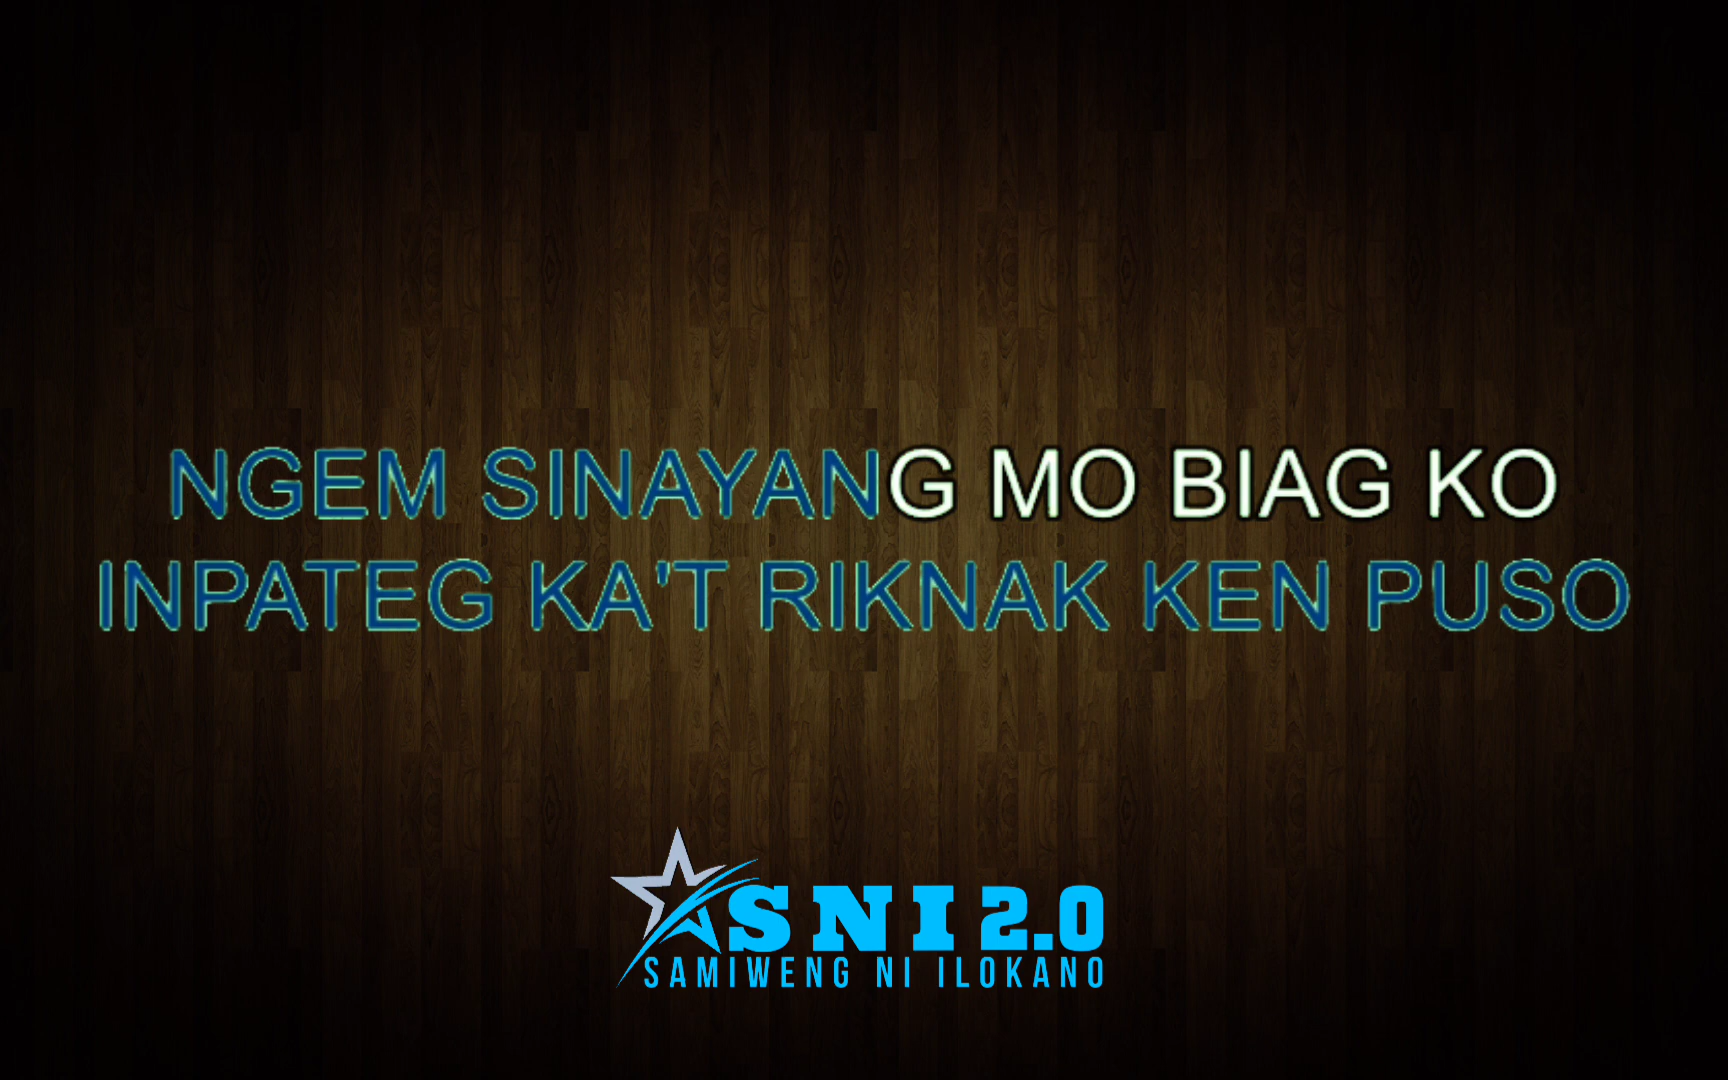 NGEM SINAYANG MO BIAG KO
INPATEG KA'T RIKNAK KEN PUSO
SNI 2.0
SAMIWENG NI ILOKANO